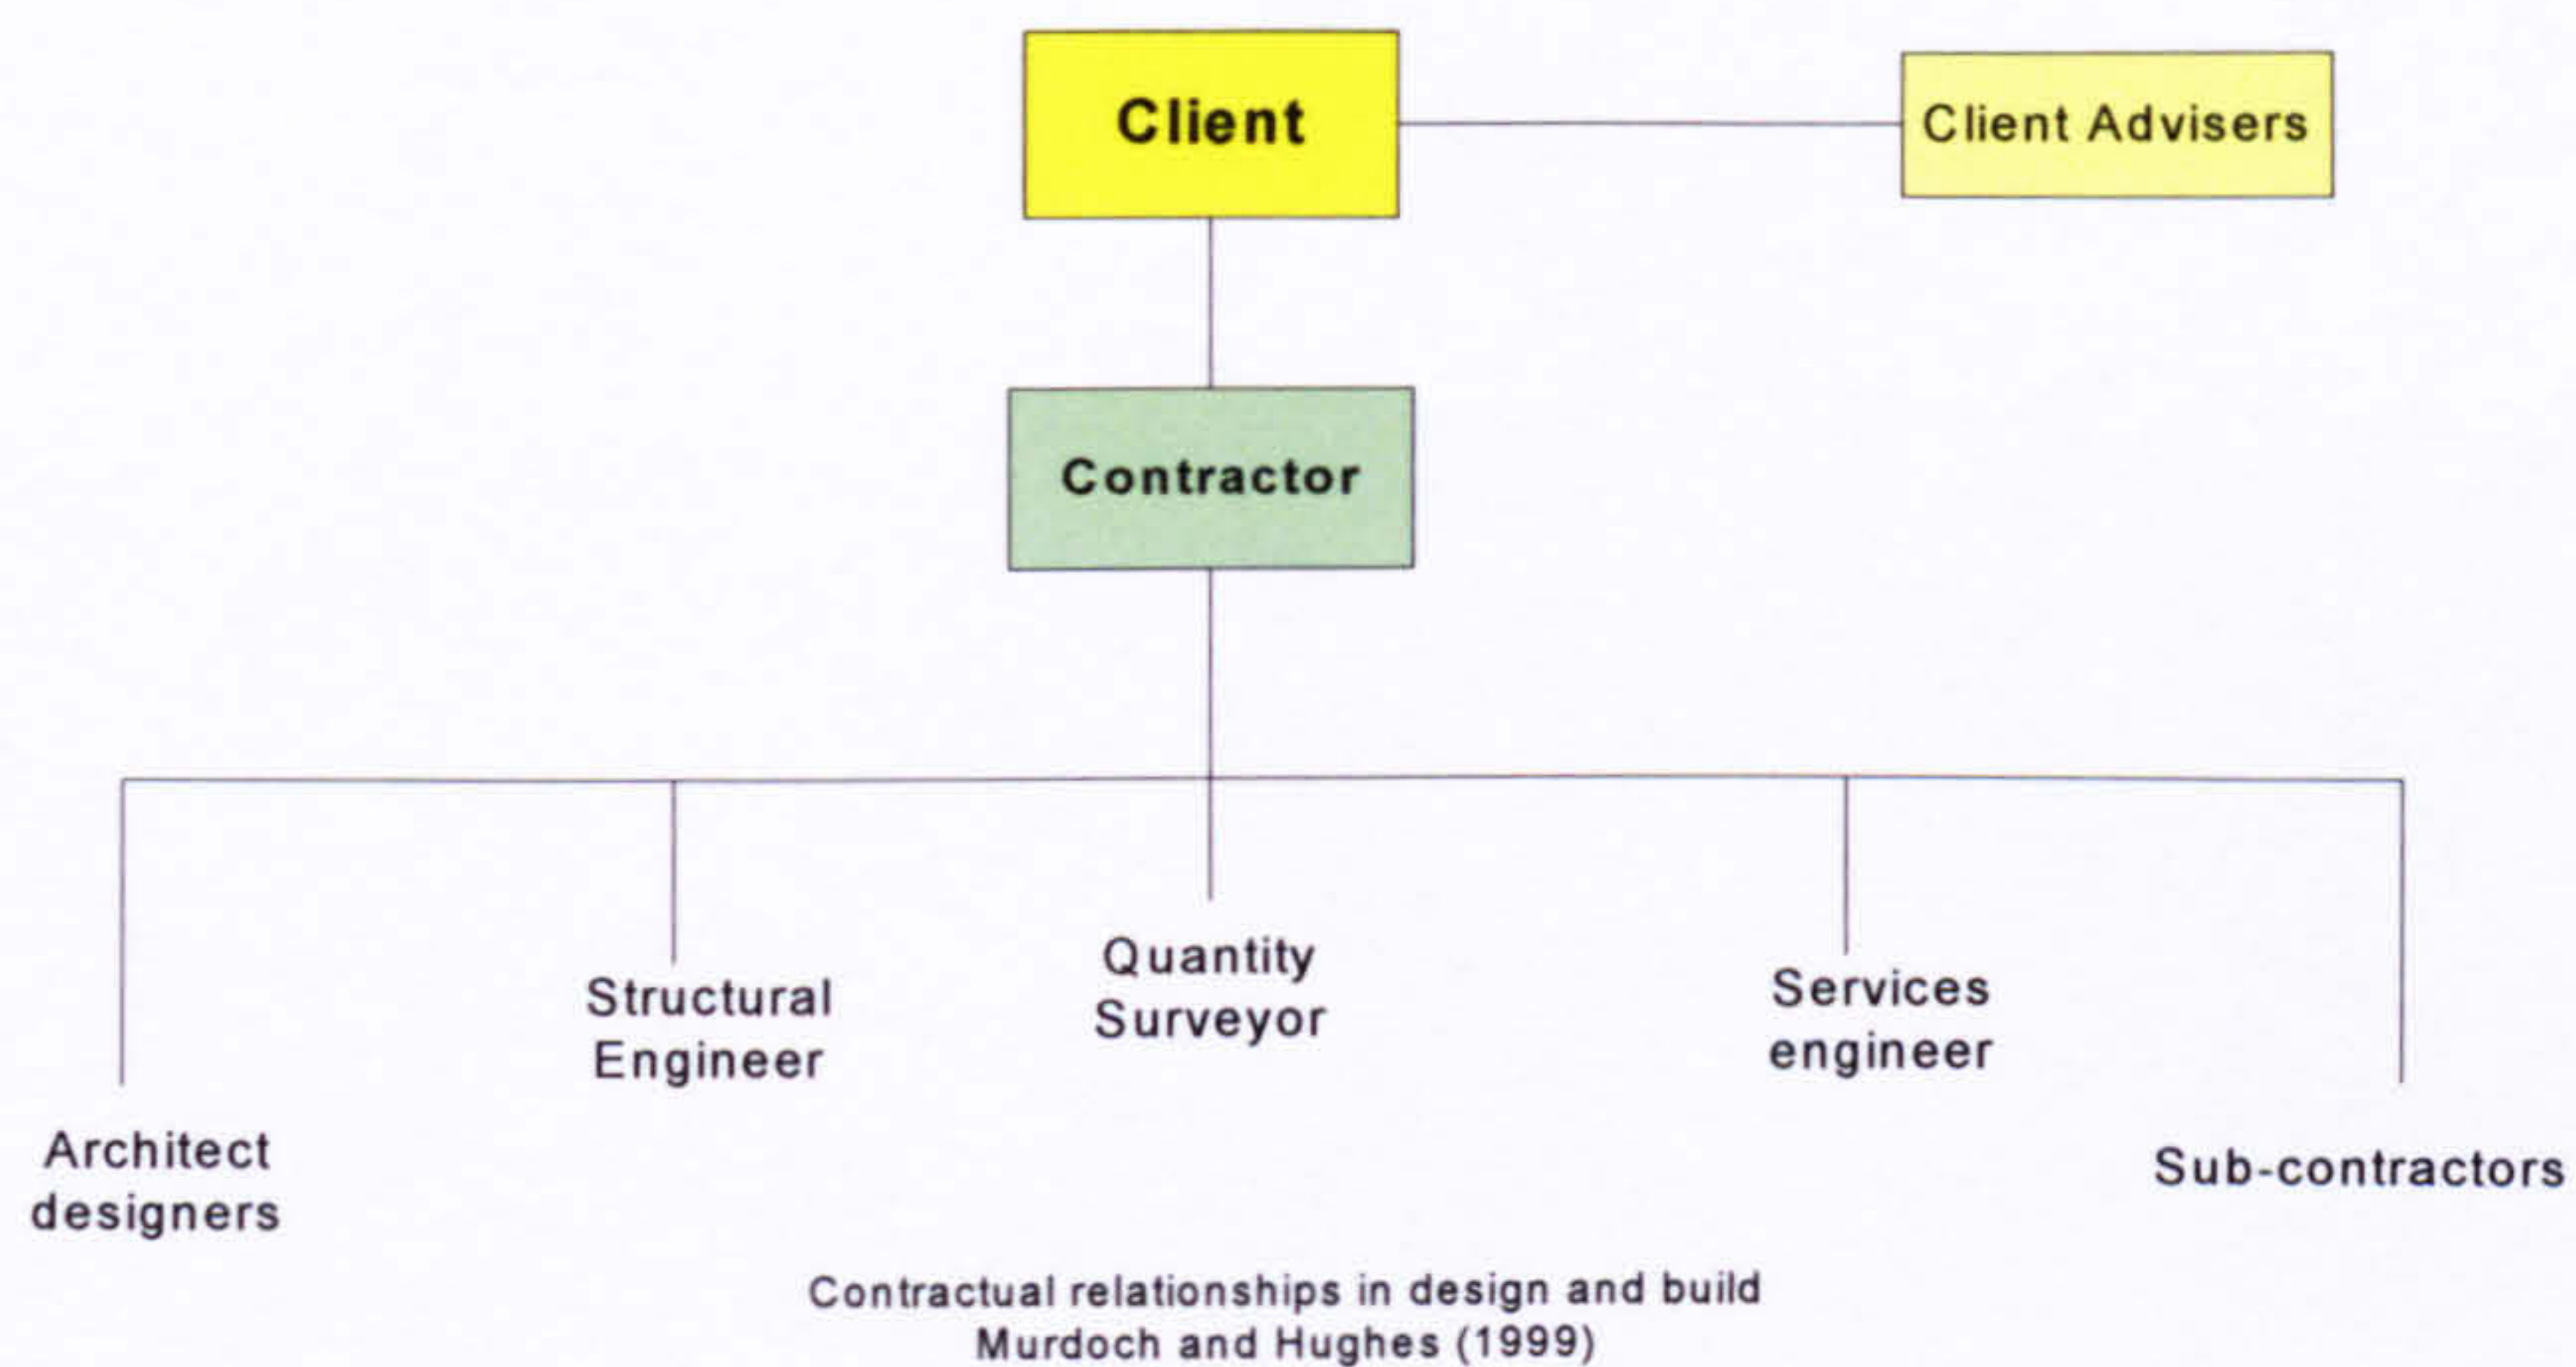 Client
Client Advisers
Contractor
Architect
designers
Structural
Engineer
Quantity
Surveyor
Services
engineer
Sub-contractors
Contractual relationships in design and build
Murdoch and Hughes (1999)